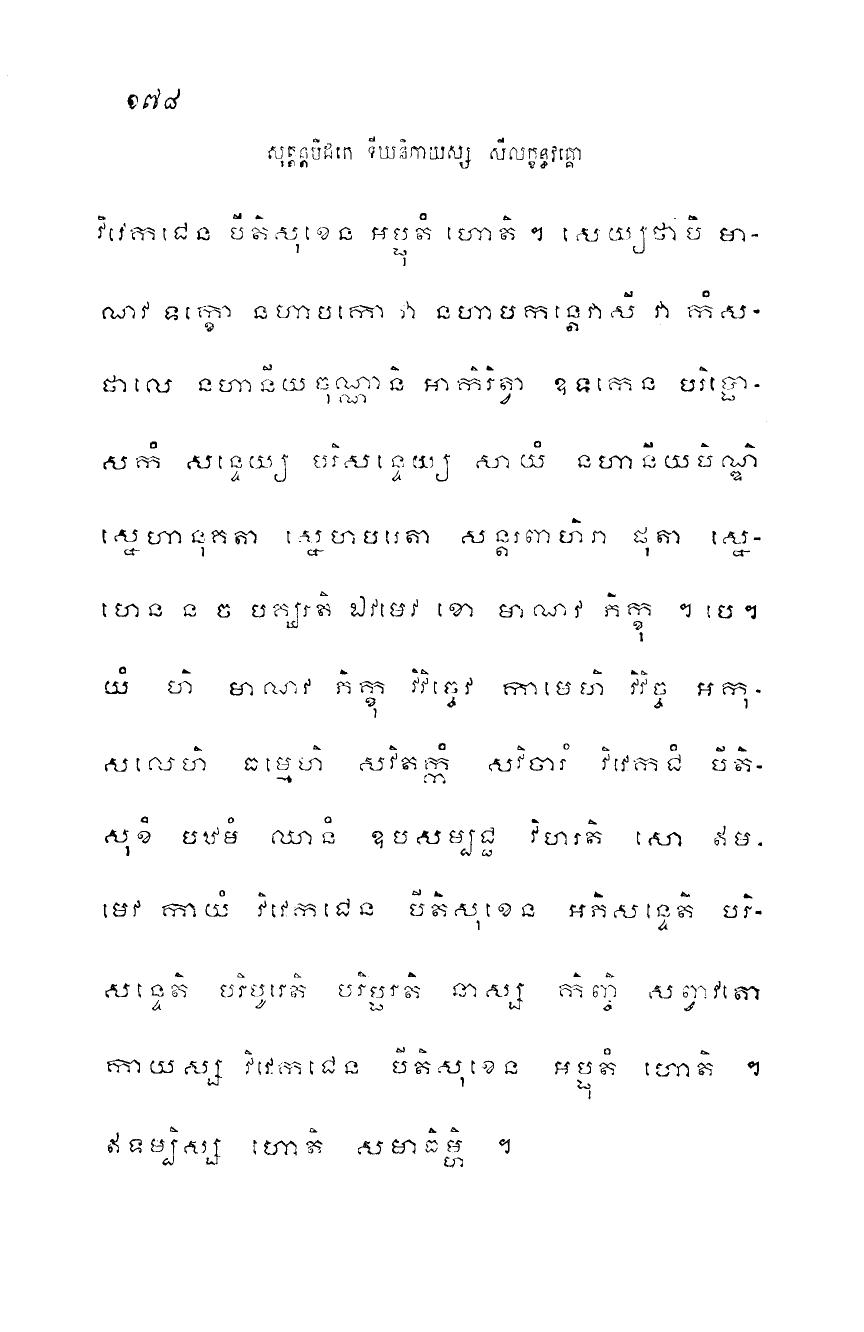 ១៧៨
សុត្តន្តបិដកេ ទីឃនិកាយស្ស សីលក្ខន្ធវគ្គោ
វិវេកជេន បីតិសុខេន អប្ផុតំ ហោតិ ។ សេយ្យថាបិ មា-
ណវ ទក្ខោ នហាបកោ វា នហាបកន្តេវាសី វា កំស-
ថាលេ នហានីយចុណ្ណានិ អាកិរិត្វា ឧទកេន បរិប្ផោ-
សកំ សន្ទេយ្យ បរិសន្ទេយ្យ សាយំ នហានីយបិណ្ឌិ
ស្នេហានុគតា ស្នេហបរេតា សន្តរពាហិរា ផុតា ស្នេ-
ហេន ន ច បគ្ឃរតិ ឯវមេវ ខោ មាណវ ភិក្ខុ ។ បេ ។
យំ ហិ មាណវ ភិក្ខុ វិវិច្ចេវ កាមេហិ វិវិច្ច អកុ-
សលេហិ ធម្មេហិ សវិតក្កំ សវិចារំ វិវេកជំ បីតិ-
សុខំ បឋមំ ឈានំ ឧបសម្បជ្ជ វិហរតិ សោ ឥម-
មេវ កាយំ វិវេកជេន បីតិសុខេន អភិសន្ទេតិ បរិ-
សន្ទេតិ បរិបូរេតិ បរិប្ផរតិ នាស្ស កិញ្ចិ សព្វាវតោ
កាយស្ស វិវេកជេន បីតិសុខេន អប្ផុតំ ហោតិ ។
ឥទម្បិស្ស ហោតិ សមាធិម្ហិ ។